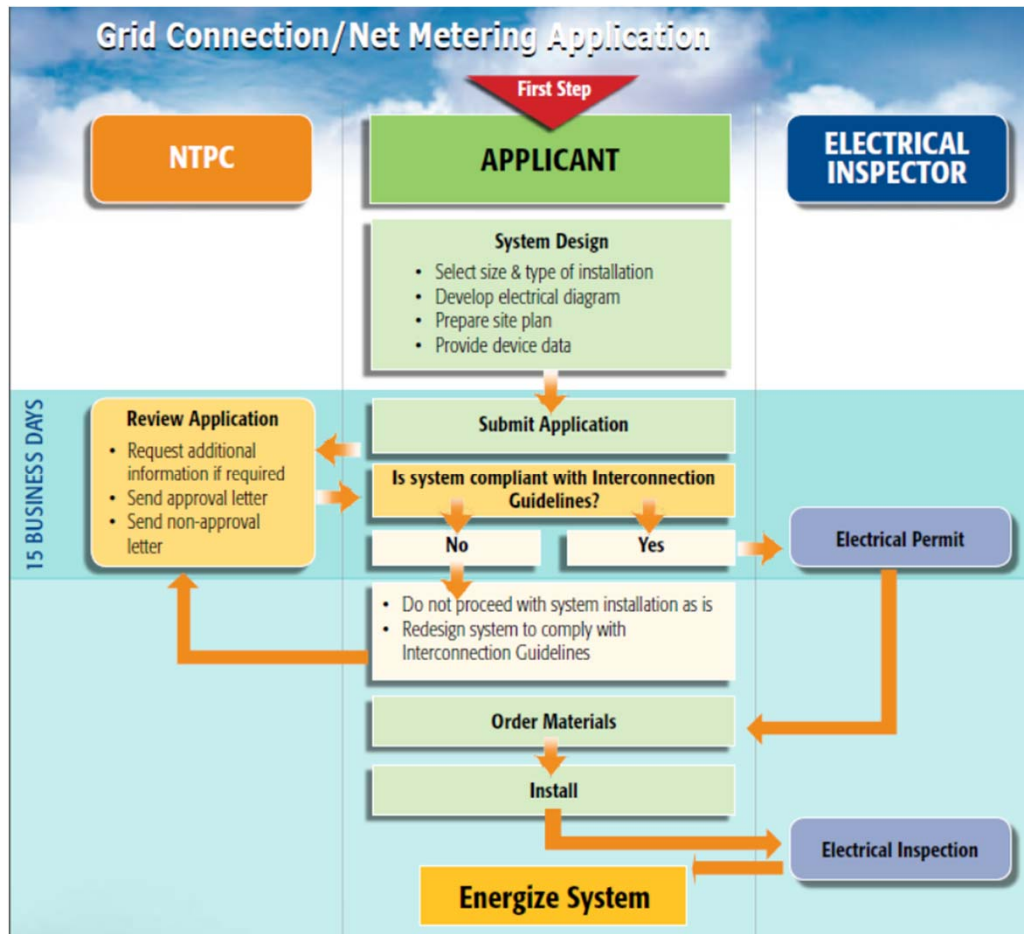 Grid Connection/Net Metering Application
First Step
NTPC
APPLICANT
ELECTRICAL
INSPECTOR
System Design
• Select size & type of installation
• Develop electrical diagram
• Prepare site plan
• Provide device data
15 BUSINESS DAYS
Review Application
• Request additional
information if required
• Send approval letter
• Send non-approval
letter
Submit Application
Is system compliant with Interconnection
Guidelines?
No
Yes
Electrical Permit
• Do not proceed with system installation as is
• Redesign system to comply with
Interconnection Guidelines
Order Materials
Install
Electrical Inspection
Energize System